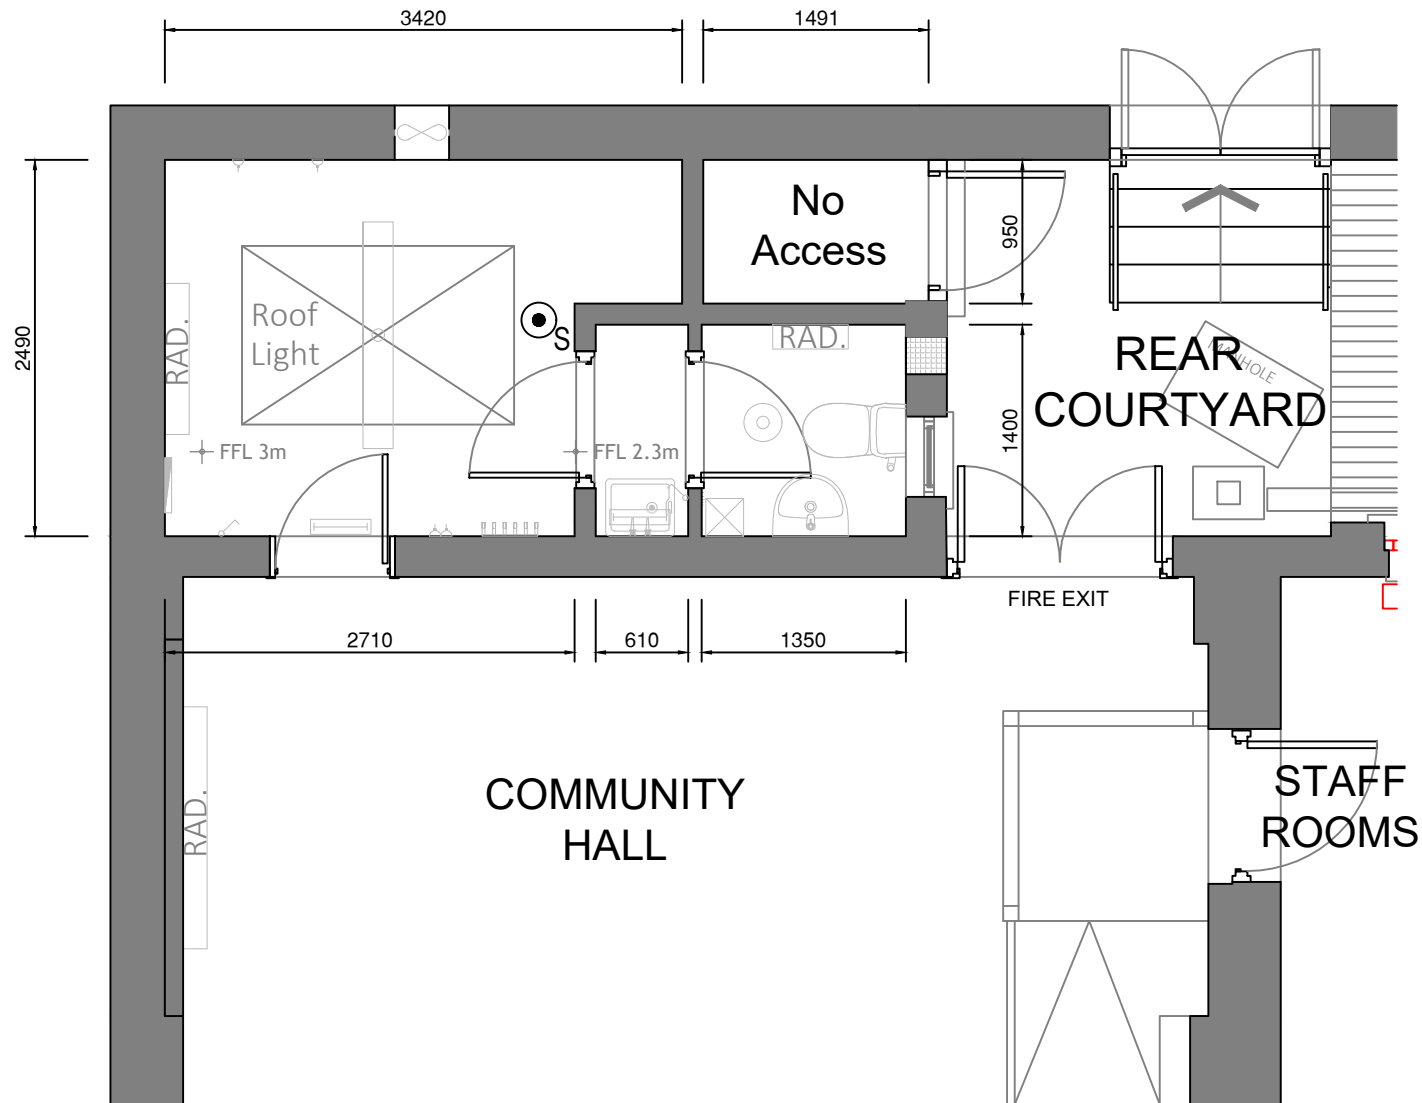 3420
1491
No
Access
950
2490
Roof
Light
RAD.
S
RAD.
REAR
COURTYARD
MANHOLE
1400
FFL 3m
FFL 2.3m
FIRE EXIT
2710
610
1350
COMMUNITY
HALL
RAD.
STAFF
ROOMS